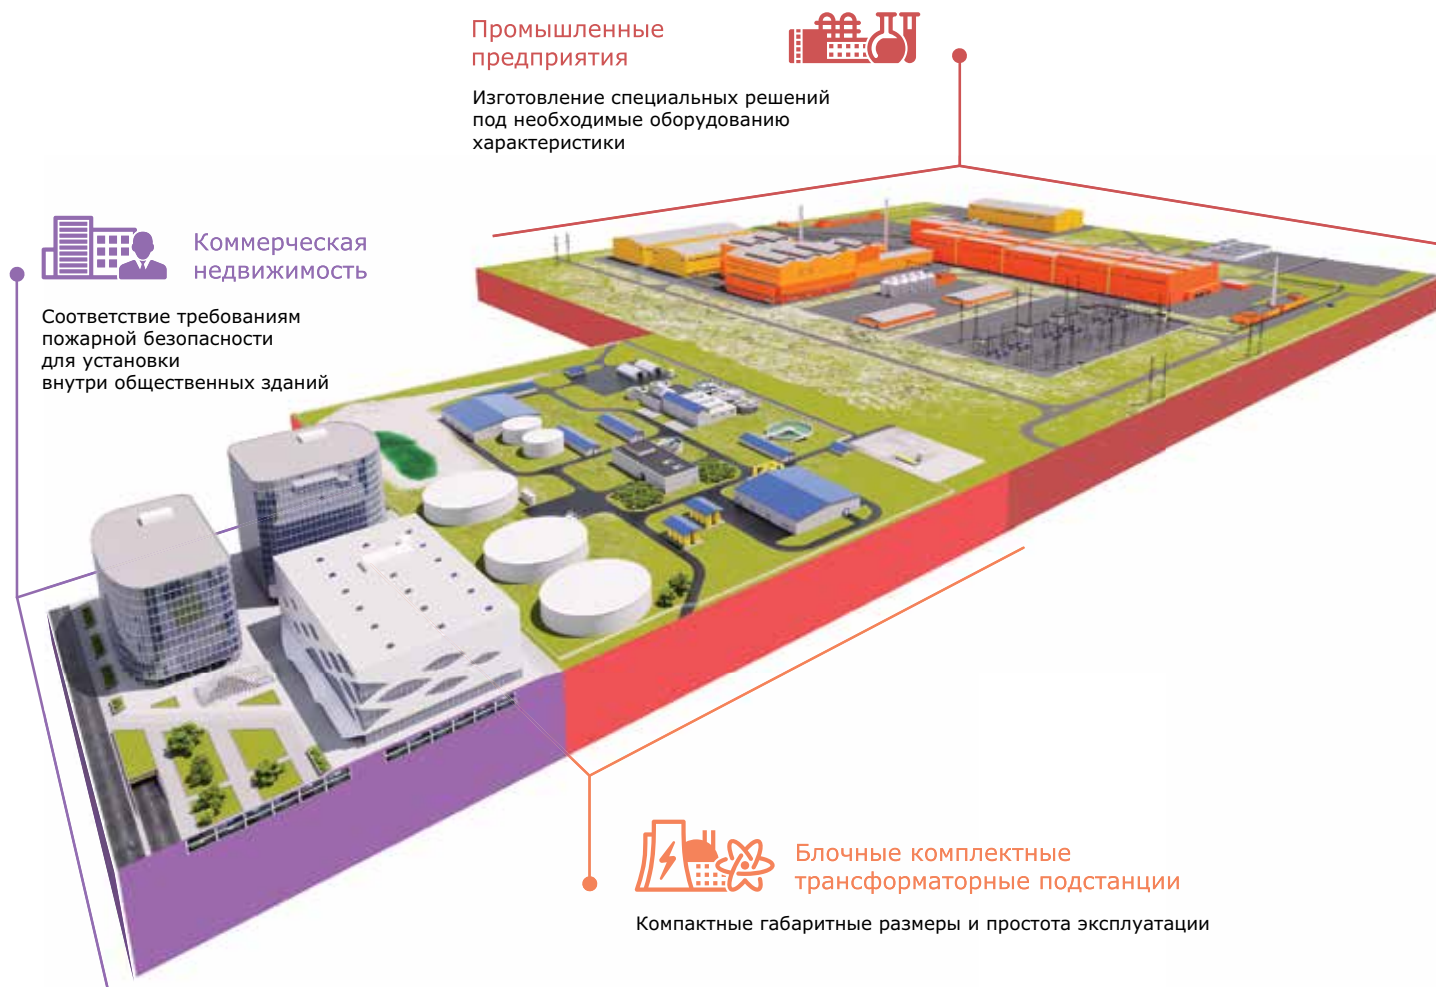 Промышленные
предприятия
Изготовление специальных решений
под необходимые оборудованию
характеристики
Коммерческая
недвижимость
Соответствие требованиям
пожарной безопасности
для установки
внутри общественных зданий
Блочные комплектные
трансформаторные подстанции
Компактные габаритные размеры и простота эксплуатации